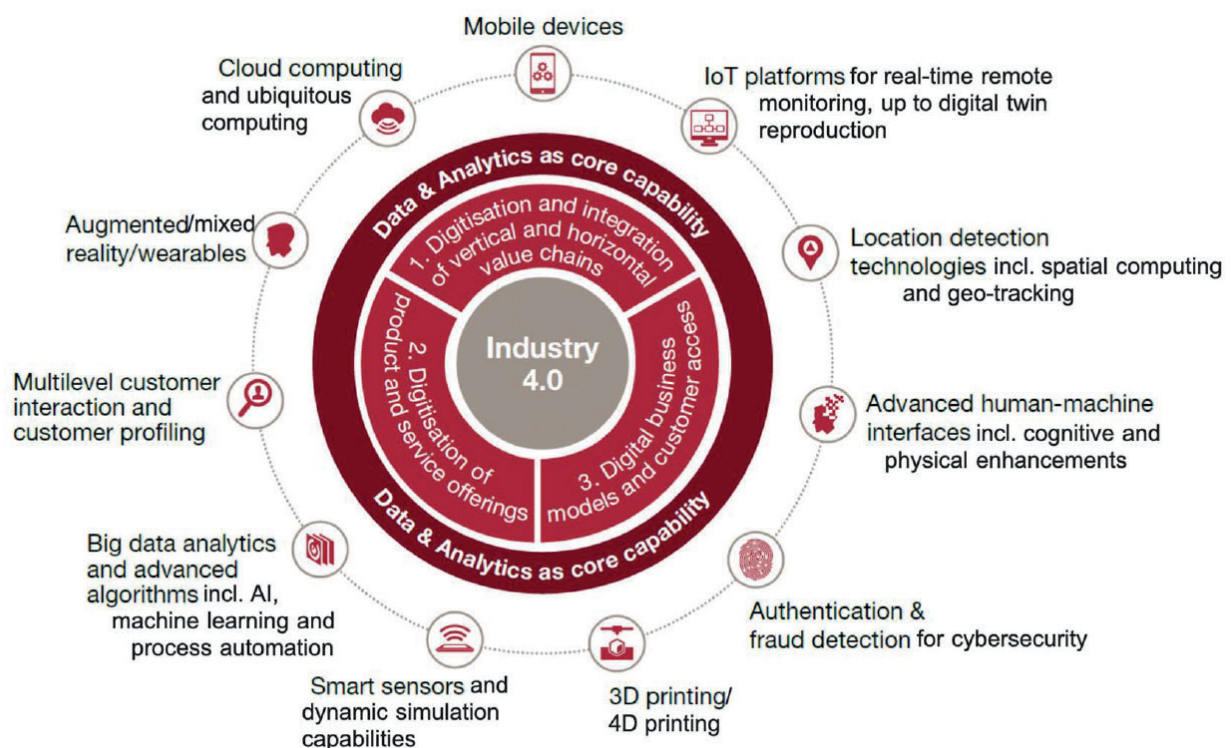 Mobile devices
IoT platforms for real-time remote
monitoring, up to digital twin
reproduction
Location detection
technologies incl. spatial computing
and geo-tracking
Advanced human-machine
interfaces incl. cognitive and
physical enhancements
Authentication &
fraud detection for cybersecurity
3D printing/
4D printing
Smart sensors and
dynamic simulation
capabilities
Big data analytics
and advanced
algorithms incl. AI,
machine learning and
process automation
Multilevel customer
interaction and
customer profiling
Augmented/mixed
reality/wearables
Cloud computing
and ubiquitous
computing
Data & Analytics as core capability
1. Digitisation and integration
of vertical and horizontal
value chains
2. Digitisation of
product and service offerings
3. Digital business
models and customer access
Industry
4.0
Data & Analytics as core capability